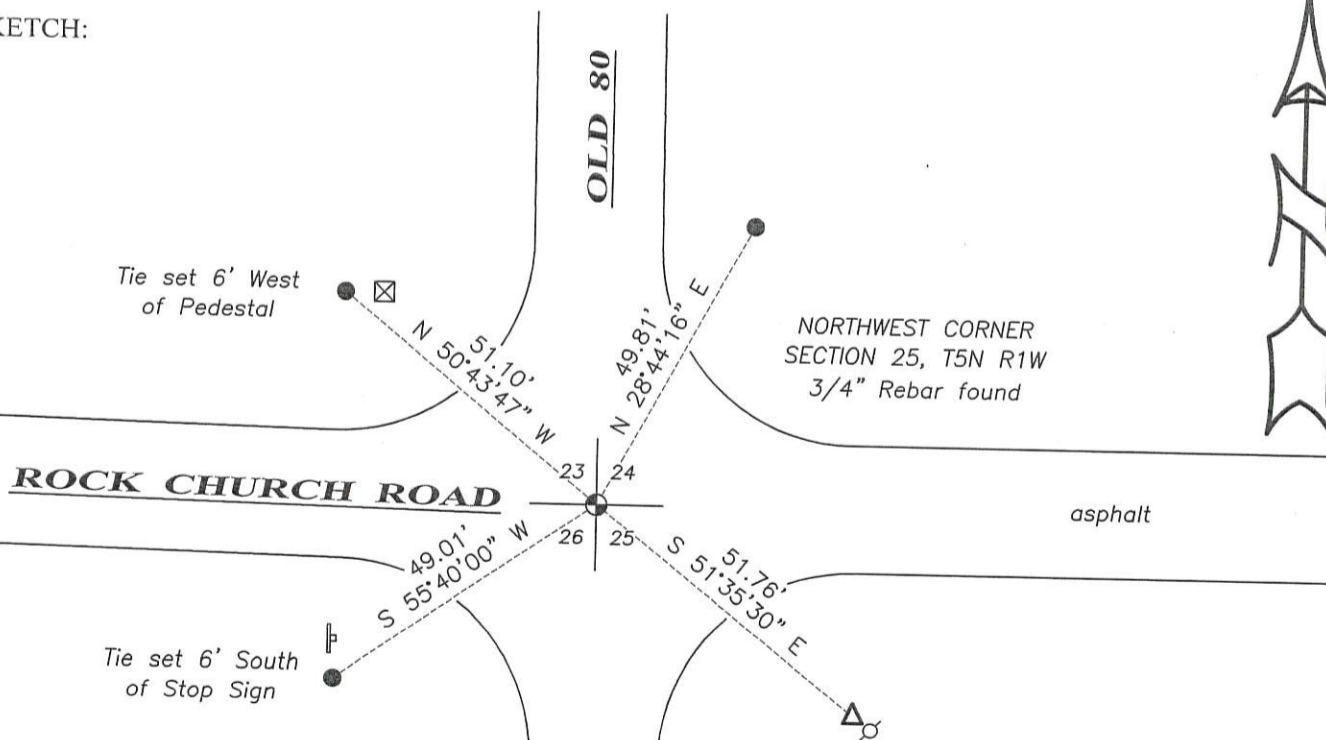 KETCH:
OLD 80
Tie set 6' West
of Pedestal
51.10'
N 50°43'47" W
49.81'
N 28°44'16" E
NORTHWEST CORNER
SECTION 25, T5N R1W
3/4" Rebar found
ROCK CHURCH ROAD
23
24
26
25
asphalt
49.01'
S 55°40'00" W
51.76'
S 51°35'30" E
Tie set 6' South
of Stop Sign